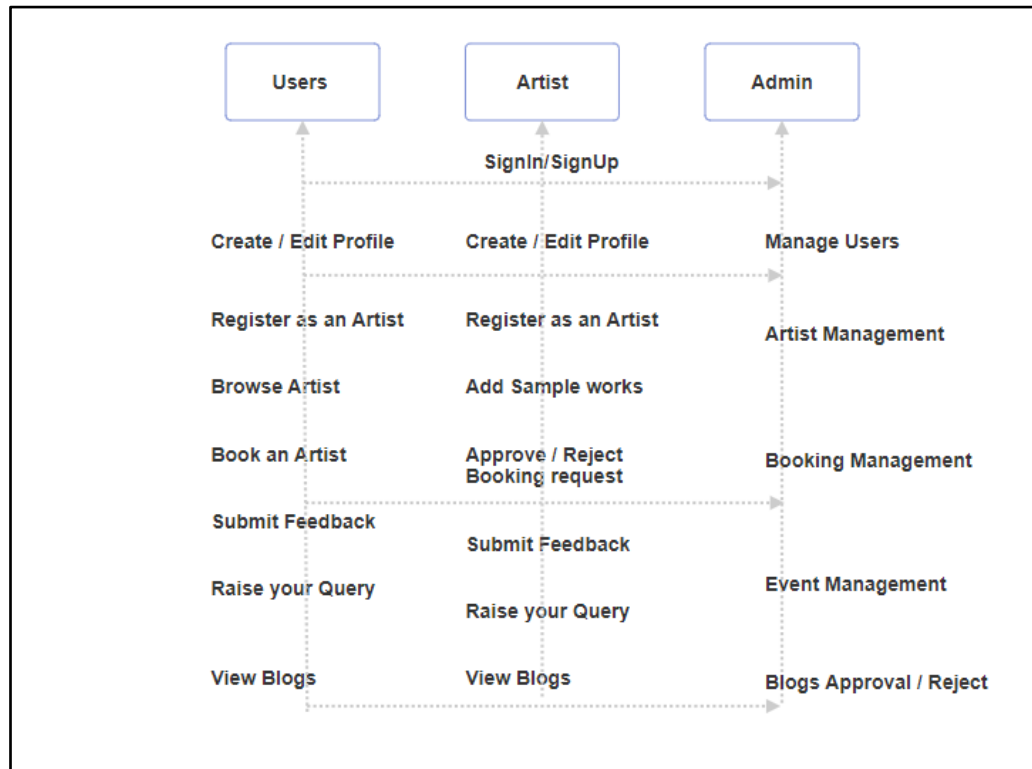 Users
Artist
Admin
SignIn/SignUp
Create / Edit Profile
Create / Edit Profile
Manage Users
Register as an Artist
Register as an Artist
Artist Management
Browse Artist
Add Sample works
Book an Artist
Approve / Reject
Booking request
Booking Management
Submit Feedback
Submit Feedback
Raise your Query
Event Management
Raise your Query
View Blogs
View Blogs
Blogs Approval / Reject